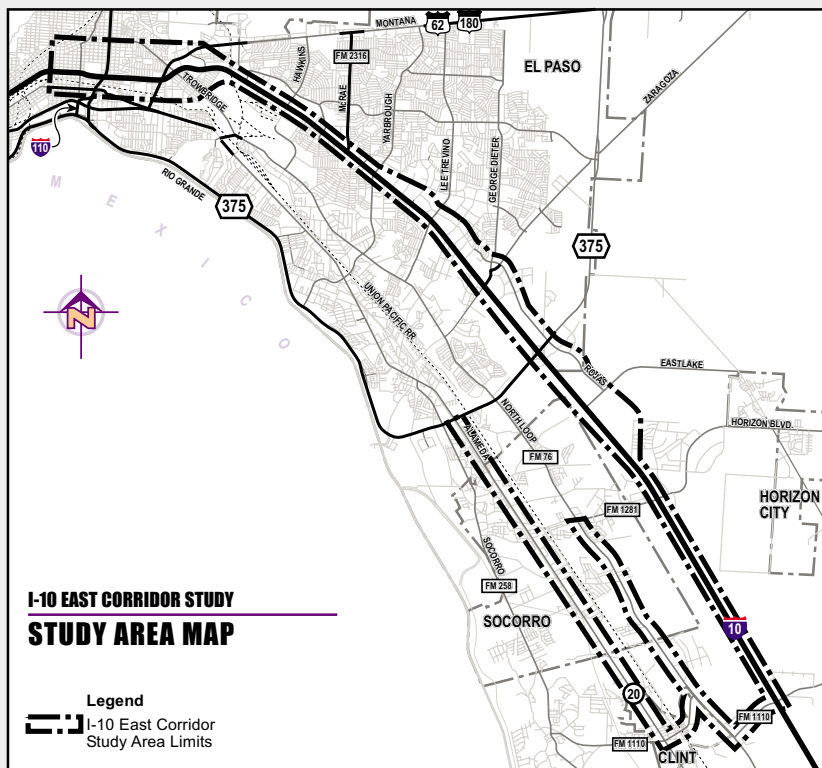 MONTANA
62
180
FM 2316
HAWKINS
EL PASO
TROWBRIDGE
McRAE
YARBROUGH
ZARAGOZA
LEE TREVINO
GEORGE DIETER
110
RIO GRANDE
375
375
MEXICO
N
UNION PACIFIC RR
ROJAS
EASTLAKE
ALAMEDA
NORTH LOOP
HORIZON BLVD.
FM 76
HORIZON
CITY
FM 1281
SOCORRO
FM 258
SOCORRO
10
20
FM 1110
FM 1110
CLINT
I-10 EAST CORRIDOR STUDY
STUDY AREA MAP
Legend
I-10 East Corridor
Study Area Limits